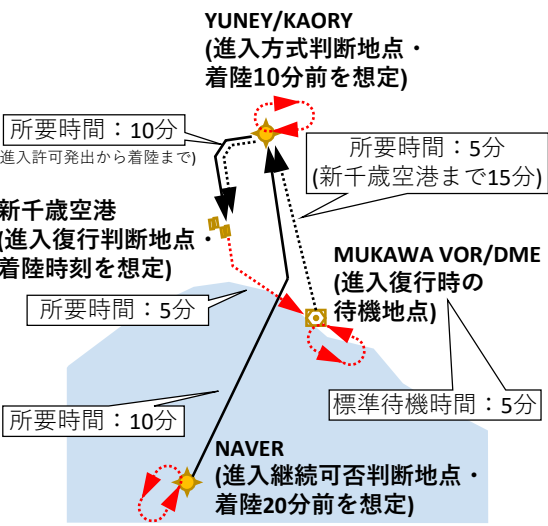 YUNEY/KAORY
(進入方式判断地点・
着陸10分前を想定)
所要時間：10分
進入許可発出から着陸まで)
所要時間：5分
(新千歳空港まで15分)
新千歳空港
(進入復行判断地点・
着陸時刻を想定)
MUKAWA VOR/DME
(進入復行時の
待機地点)
所要時間：5分
標準待機時間：5分
所要時間：10分
NAVER
(進入継続可否判断地点・
着陸20分前を想定)